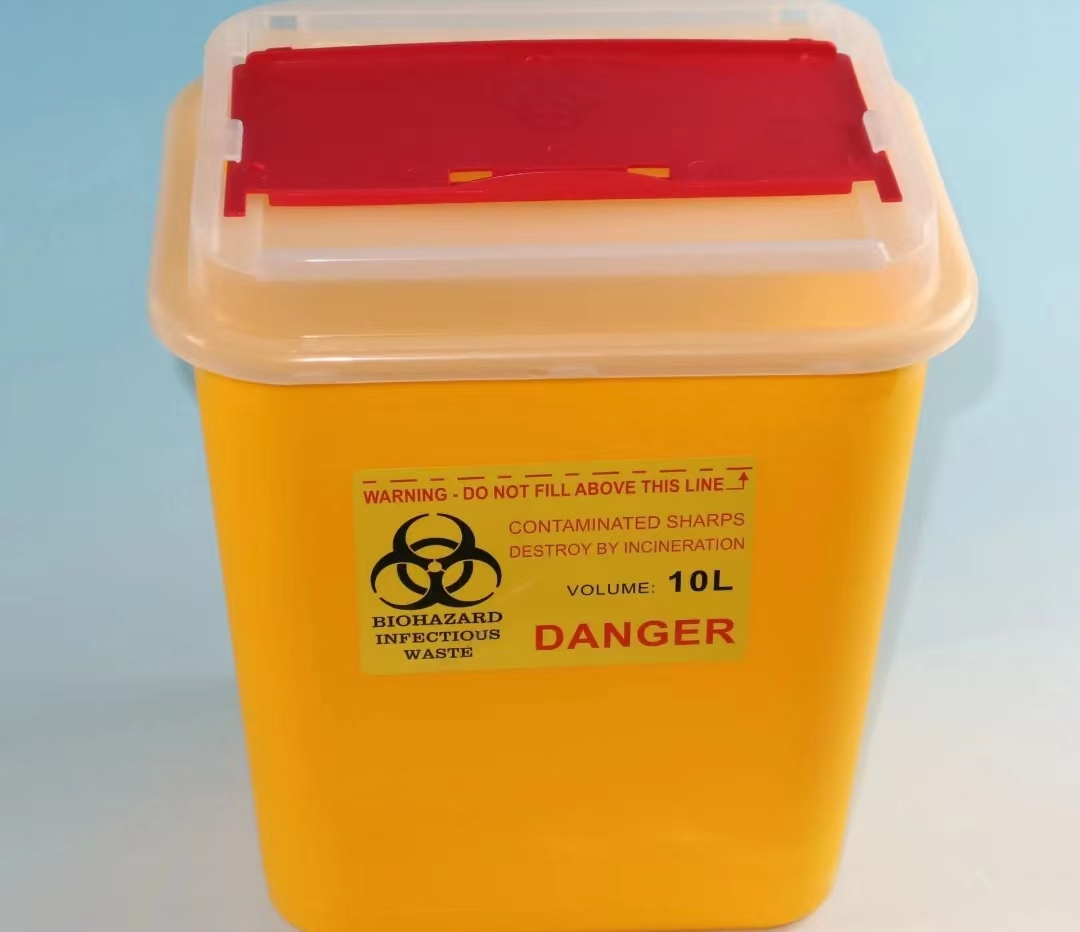 WARNING - DO NOT FILL ABOVE THIS LINE
CONTAMINATED SHARPS
DESTROY BY INCINERATION
VOLUME: 10L
DANGER
BIOHAZARD
INFECTIOUS
WASTE